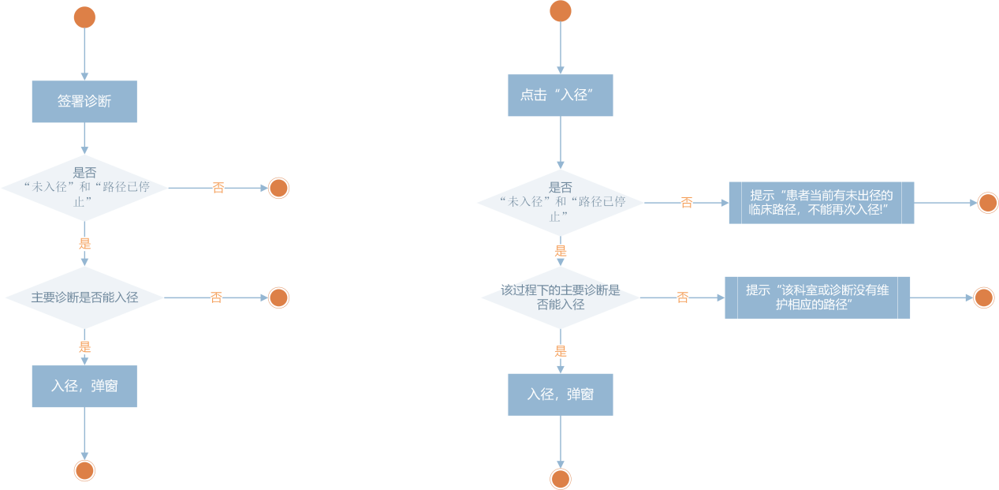 签署诊断
是否
“未入径”和“路径已停
止”
否
是
主要诊断是否能入径
否
是
入径，弹窗
点击“入径”
是否
“未入径”和“路径已停
止”
否
提示“患者当前有未出径的
临床路径，不能再次入径!”
是
该过程下的主要诊断是
否能入径
否
提示“该科室或诊断没有维
护相应的路径”
是
入径，弹窗